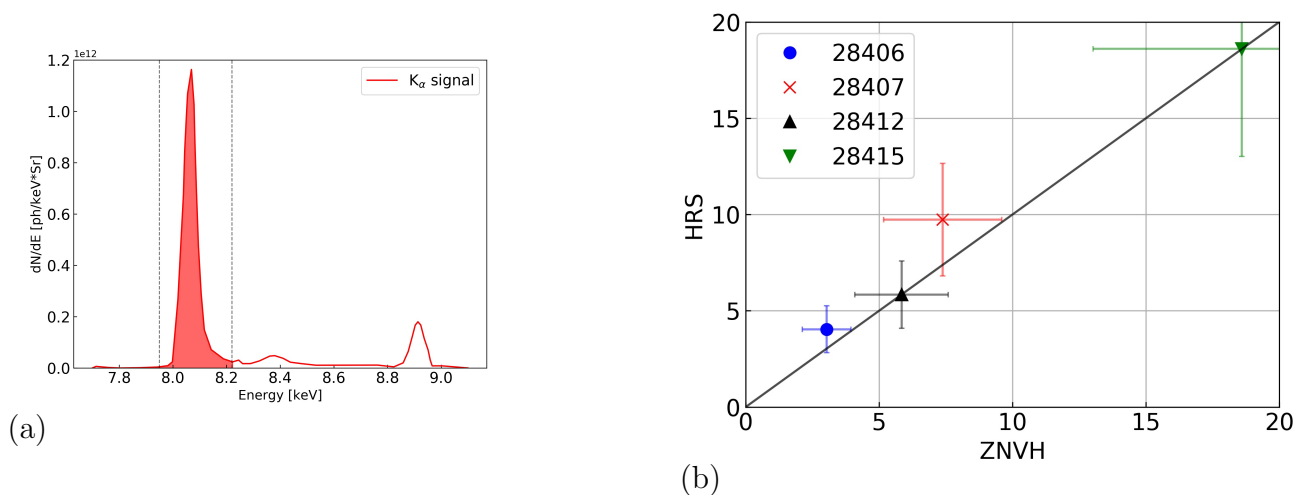 1e12
1.2
1.0
0.8
0.6
0.4
0.2
0.0
dN/dE [ph/keV*Sr]
K_α signal
7.8 8.0 8.2 8.4 8.6 8.8 9.0
Energy [keV]
(a)
20
15
10
5
0
HRS
28406
28407
28412
28415
0 5 10 15 20
ZNVH
(b)